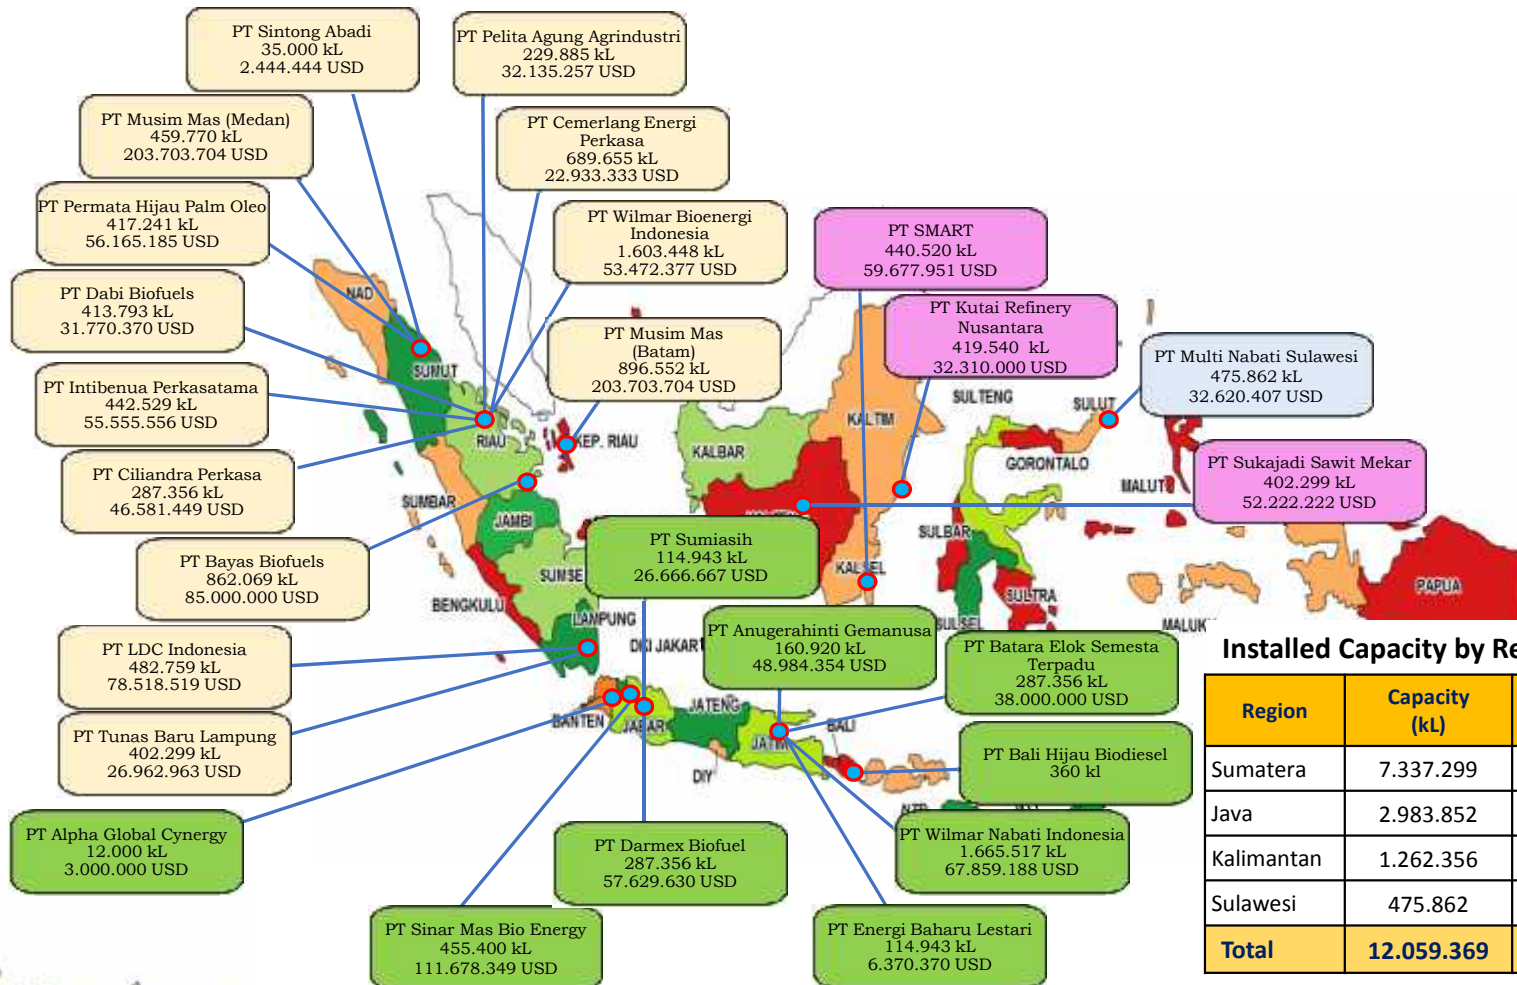 PT Sintong Abadi
35.000 kL
2.444.444 USD
PT Pelita Agung Agrindustri
229.885 kL
32.135.257 USD
PT Musim Mas (Medan)
459.770 kL
203.703.704 USD
PT Cemerlang Energi
Perkasa
689.655 kL
22.933.333 USD
PT Permata Hijau Palm Oleo
417.241 kL
56.165.185 USD
PT Wilmar Bioenergi
Indonesia
1.603.448 kL
53.472.377 USD
PT SMART
440.520 kL
59.677.951 USD
PT Dabi Biofuels
413.793 kL
31.770.370 USD
PT Kutai Refinery
Nusantara
419.540 kL
32.310.000 USD
PT Musim Mas
(Batam)
896.552 kL
203.703.704 USD
PT Multi Nabati Sulawesi
475.862 kL
32.620.407 USD
PT Intibenua Perkasatama
442.529 kL
55.555.556 USD
PT Ciliandra Perkasa
287.356 kL
46.581.449 USD
PT Sukajadi Sawit Mekar
402.299 kL
52.222.222 USD
PT Bayas Biofuels
862.069 kL
85.000.000 USD
PT Sumiasih
114.943 kL
26.666.667 USD
PT LDC Indonesia
482.759 kL
78.518.519 USD
PT Anugerahinti Gemanusa
160.920 kL
48.984.354 USD
PT Batara Elok Semesta
Terpadu
287.356 kL
38.000.000 USD
PT Tunas Baru Lampung
402.299 kL
26.962.963 USD
PT Bali Hijau Biodiesel
360 kl
PT Alpha Global Cynergy
12.000 kL
3.000.000 USD
PT Darmex Biofuel
287.356 kL
57.629.630 USD
PT Wilmar Nabati Indonesia
1.665.517 kL
67.859.188 USD
PT Sinar Mas Bio Energy
455.400 kL
111.678.349 USD
PT Energi Baharu Lestari
114.943 kL
6.370.370 USD
NAD
SUMUT
RIAU
KEP. RIAU
SUMBAR
JAMBI
SUMSE
BENGKULU
LAMPUNG
DKI JAKART
BANTEN
JABAR
JATENG
DIY
JATIM
BALI
KALBAR
KALTIM
KALSEL
SULTENG
SULUT
GORONTALO
MALUT
SULBAR
SULTRA
SULSEL
MALUK
PAPUA
Installed Capacity by Re
Region Capacity
(kL)
Sumatera 7.337.299
Java 2.983.852
Kalimantan 1.262.356
Sulawesi 475.862
Total 12.059.369